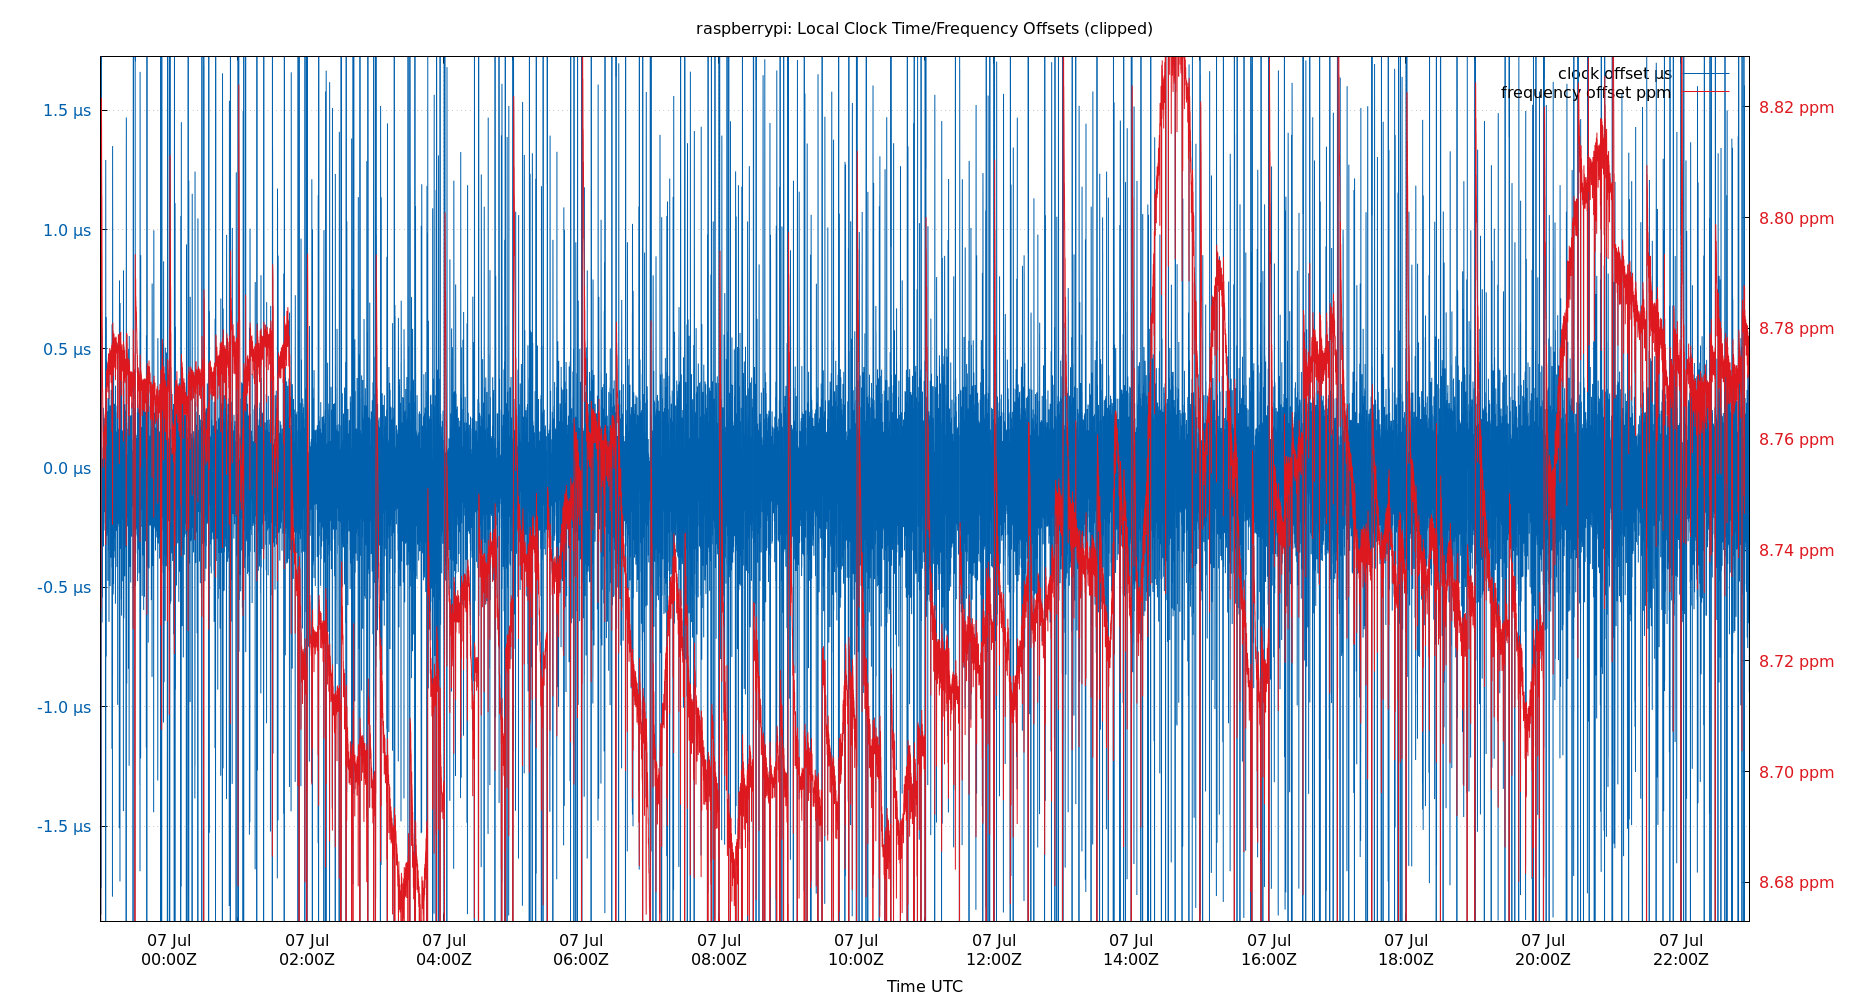 raspberrypi: Local Clock Time/Frequency Offsets (clipped)
clock offset µs
frequency offset ppm
1.5 µs
1.0 µs
0.5 µs
0.0 µs
-0.5 µs
-1.0 µs
-1.5 µs
8.82 ppm
8.80 ppm
8.78 ppm
8.76 ppm
8.74 ppm
8.72 ppm
8.70 ppm
8.68 ppm
07 Jul 07 Jul 07 Jul 07 Jul 07 Jul 07 Jul 07 Jul 07 Jul 07 Jul 07 Jul 07 Jul 07 Jul
00:00Z 02:00Z 04:00Z 06:00Z 08:00Z 10:00Z 12:00Z 14:00Z 16:00Z 18:00Z 20:00Z 22:00Z
Time UTC